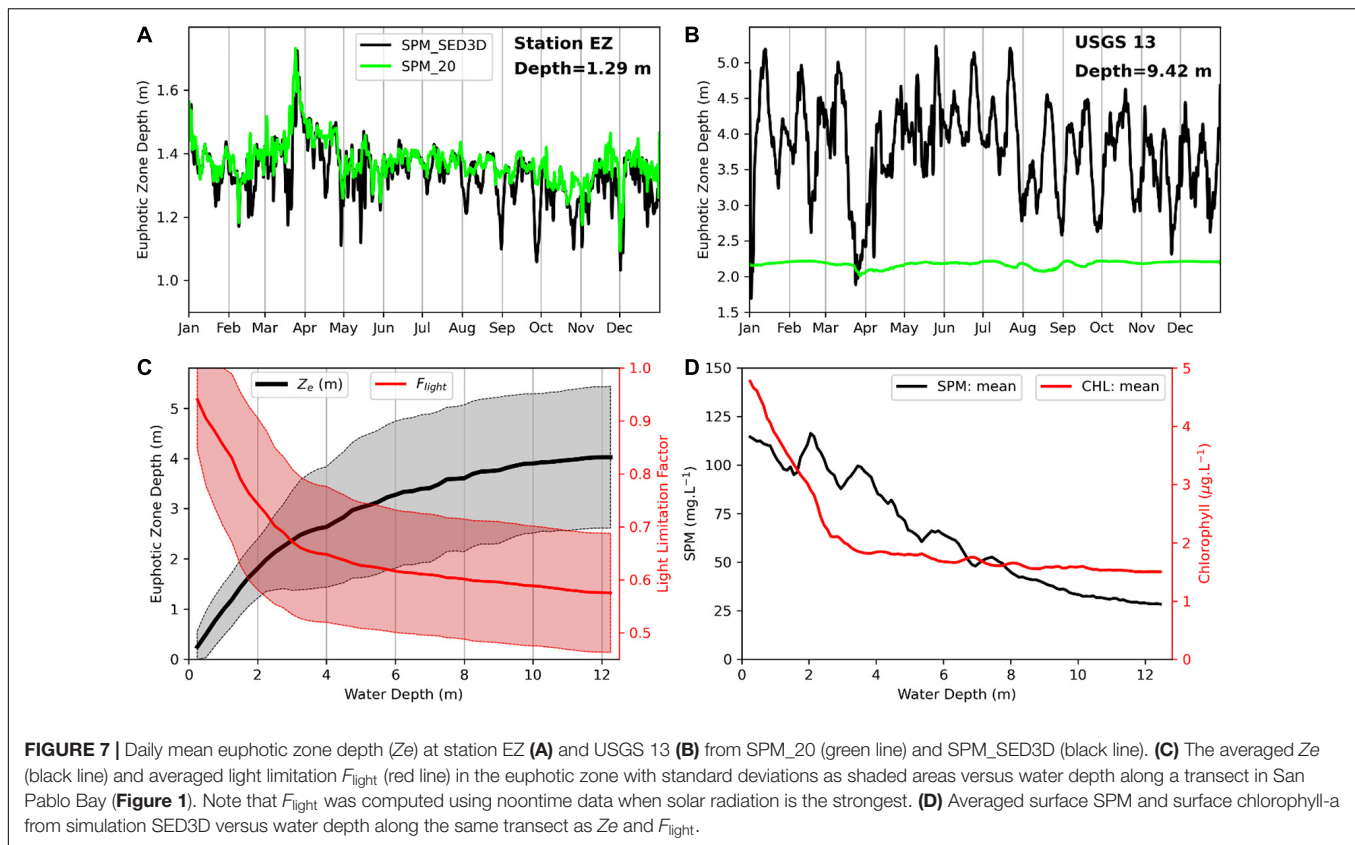 A
SPM_SED3D
SPM_20
Station EZ
Depth=1.29 m
Euphotic Zone Depth (m)
1.6
1.4
1.2
1.0
Jan Feb Mar Apr May Jun Jul Aug Sep Oct Nov Dec
B
USGS 13
Depth=9.42 m
Euphotic Zone Depth (m)
5.0
4.5
4.0
3.5
3.0
2.5
2.0
1.5
Jan Feb Mar Apr May Jun Jul Aug Sep Oct Nov Dec
C
Ze (m)
Flight
Euphotic Zone Depth (m)
5
4
3
2
1
0
0 2 4 6 8 10 12
Water Depth (m)
1.0
0.9
0.8
0.7
0.6
0.5
Light Limitation Factor
D
SPM: mean
CHL: mean
SPM (mg.L⁻¹)
150
125
100
75
50
25
0
0 2 4 6 8 10 12
Water Depth (m)
5
4
3
2
1
0
Chlorophyll (μg.L⁻¹)
FIGURE 7 | Daily mean euphotic zone depth (Ze) at station EZ (A) and USGS 13 (B) from SPM_20 (green line) and SPM_SED3D (black line). (C) The averaged Ze
(black line) and averaged light limitation Flight (red line) in the euphotic zone with standard deviations as shaded areas versus water depth along a transect in San
Pablo Bay (Figure 1). Note that Flight was computed using noontime data when solar radiation is the strongest. (D) Averaged surface SPM and surface chlorophyll-a
from simulation SED3D versus water depth along the same transect as Ze and Flight.